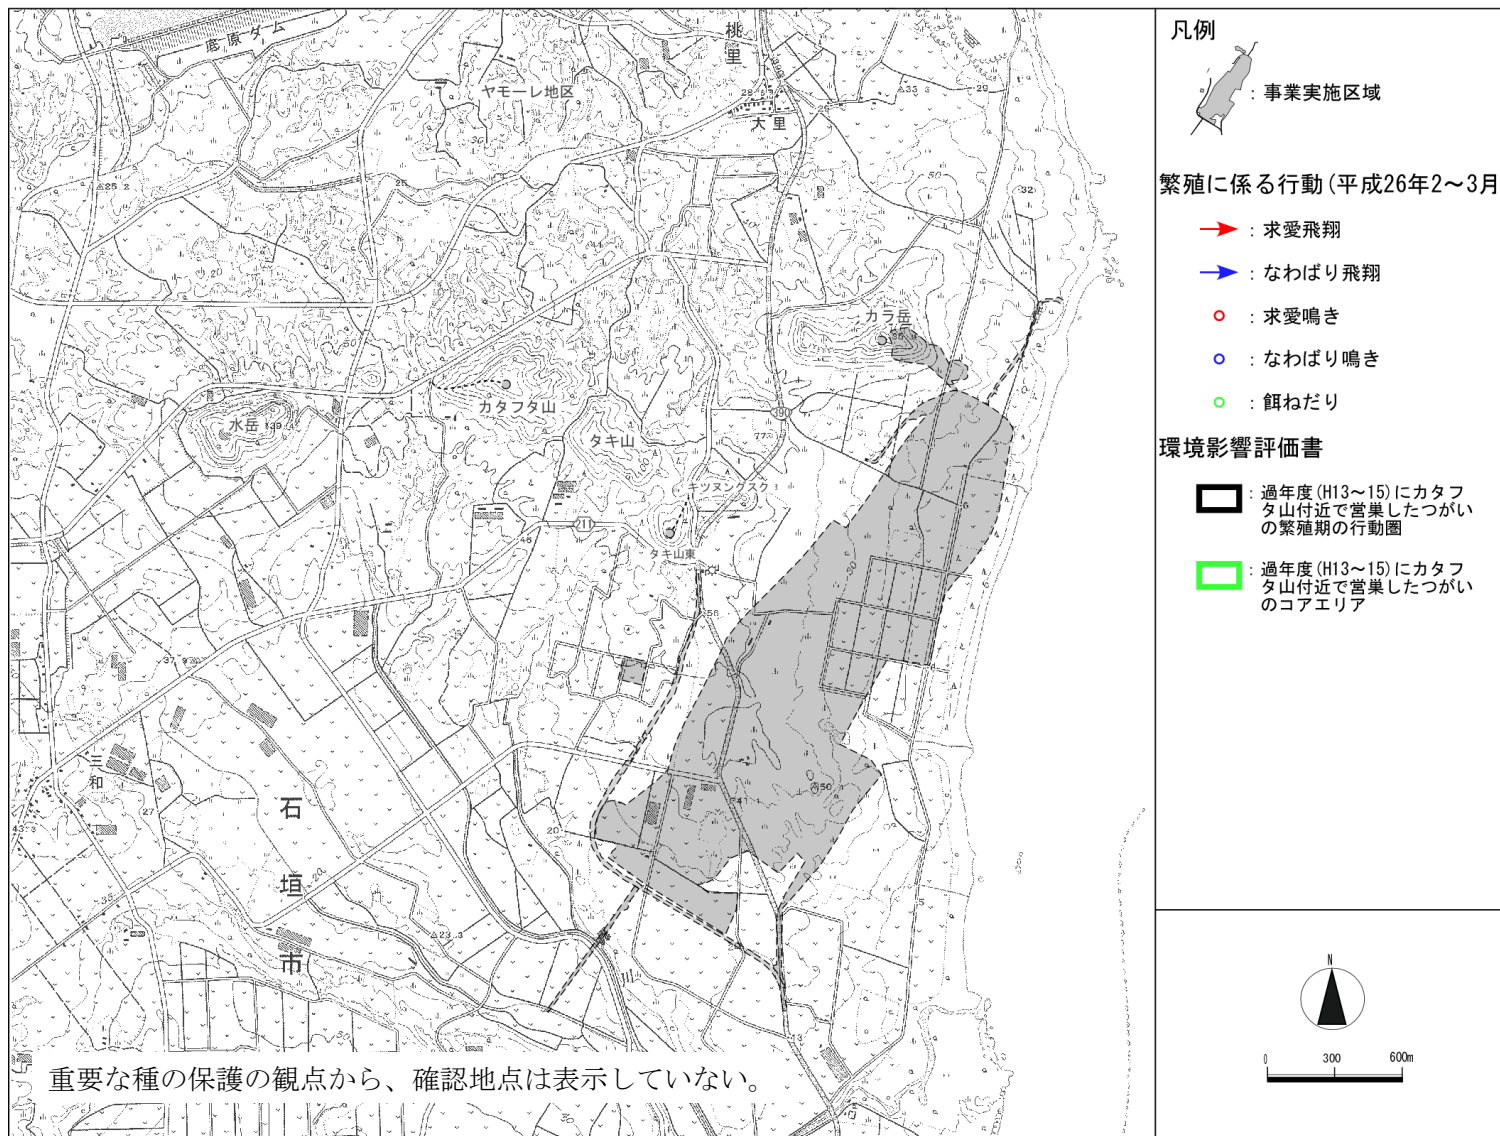 底原ダム
桃里
ヤモーレ地区
大里
カラ岳
水岳
カタフタ山
タキ山
キツヌングスク
タキ山東
390
211
三和
石垣市
重要な種の保護の観点から、確認地点は表示していない。
凡例
: 事業実施区域
繁殖に係る行動(平成26年2～3月
: 求愛飛翔
: なわばり飛翔
: 求愛鳴き
: なわばり鳴き
: 餌ねだり
環境影響評価書
: 過年度(H13～15)にカタフ
タ山付近で営巣したつがい
の繁殖期の行動圏
: 過年度(H13～15)にカタフ
タ山付近で営巣したつがい
のコアエリア
N
0 300 600m